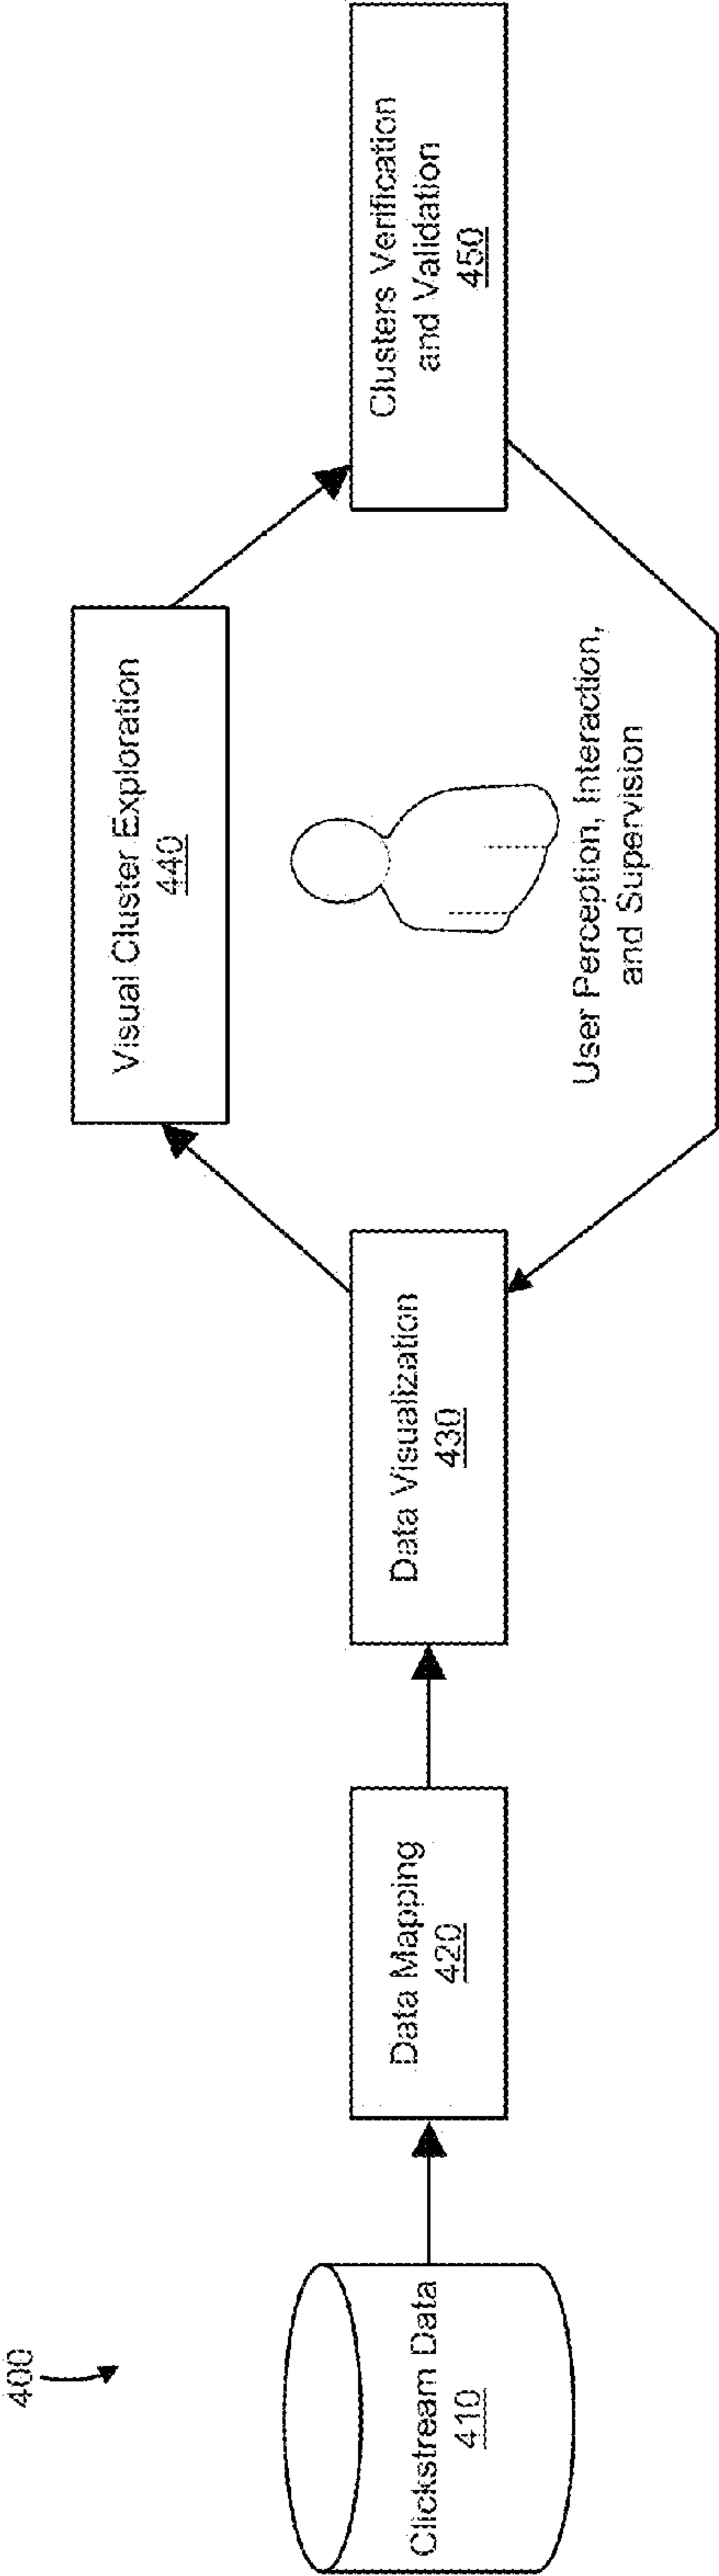 400
Clickstream Data
410
Data Mapping
420
Data Visualization
430
Visual Cluster Exploration
440
User Perception, Interaction,
and Supervision
Clusters Verification
and Validation
450